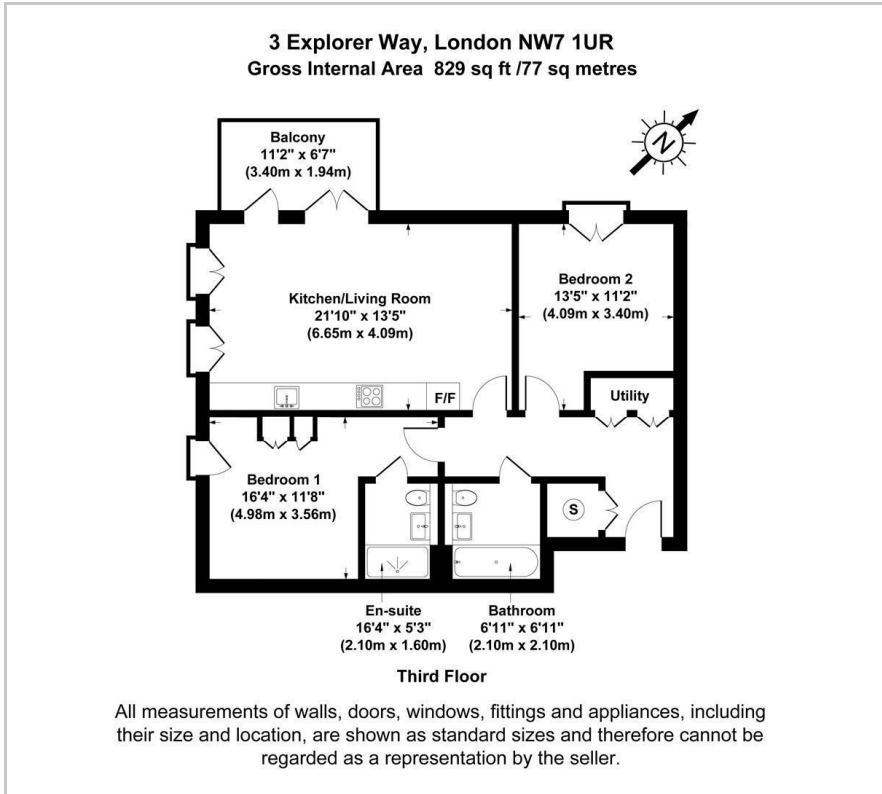 3 Explorer Way, London NW7 1UR
Gross Internal Area 829 sq ft /77 sq metres
Balcony
11'2" x 6'7"
(3.40m x 1.94m)
N
Kitchen/Living Room
21'10" x 13'5"
(6.65m x 4.09m)
Bedroom 2
13'5" x 11'2"
(4.09m x 3.40m)
F/F
Utility
Bedroom 1
16'4" x 11'8"
(4.98m x 3.56m)
S
En-suite
16'4" x 5'3"
(2.10m x 1.60m)
Bathroom
6'11" x 6'11"
(2.10m x 2.10m)
Third Floor
All measurements of walls, doors, windows, fittings and appliances, including
their size and location, are shown as standard sizes and therefore cannot be
regarded as a representation by the seller.